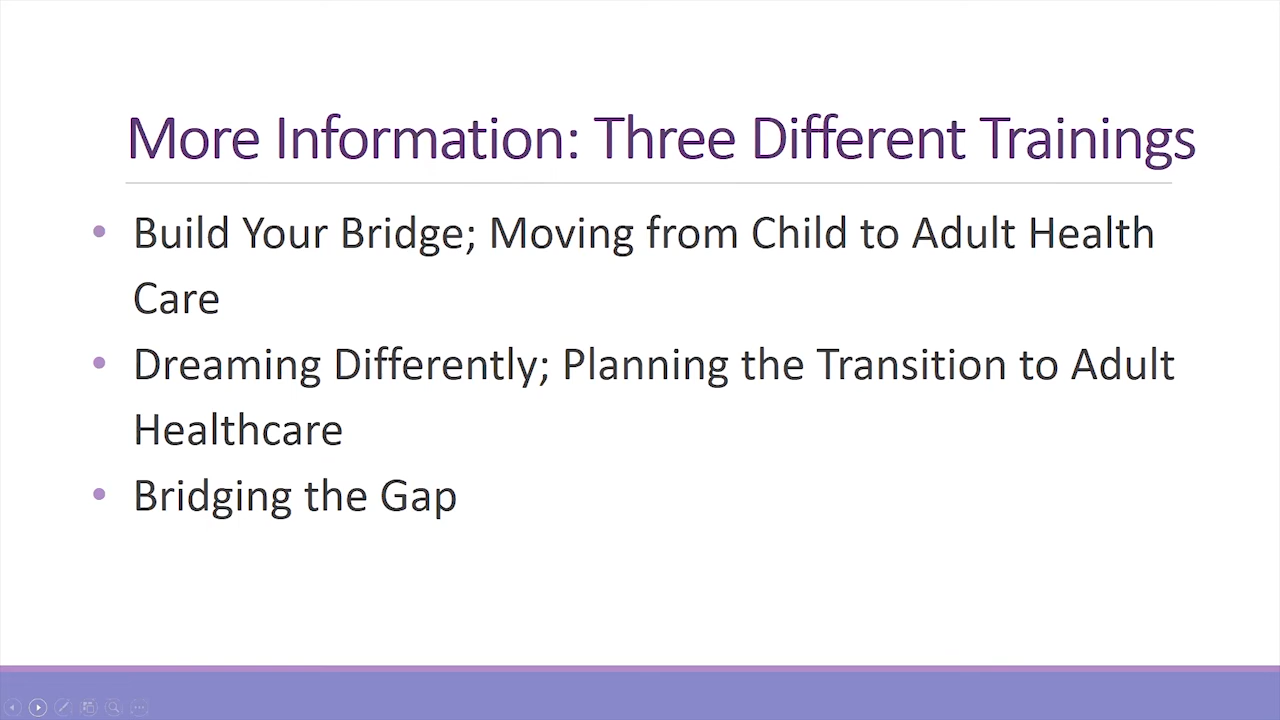 More Information: Three Different Trainings
• Build Your Bridge; Moving from Child to Adult Health
Care
• Dreaming Differently; Planning the Transition to Adult
Healthcare
• Bridging the Gap